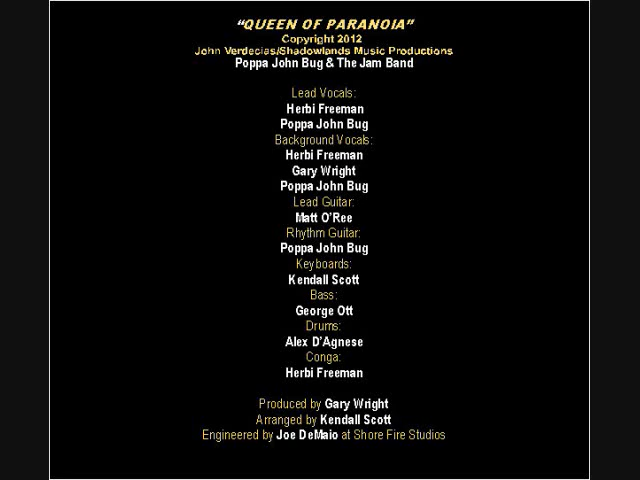 "QUEEN OF PARANOIA"
Copyright 2012
John Verdecias/Shadowlands Music Productions
Poppa John Bug & The Jam Band
Lead Vocals:
Herbi Freeman
Poppa John Bug
Background Vocals:
Herbi Freeman
Gary Wright
Poppa John Bug
Lead Guitar:
Matt O'Ree
Rhythm Guitar:
Poppa John Bug
Keyboards:
Kendall Scott
Bass:
George Ott
Drums:
Alex D'Agnese
Conga:
Herbi Freeman
Produced by Gary Wright
Arranged by Kendall Scott
Engineered by Joe DeMaio at Shore Fire Studios